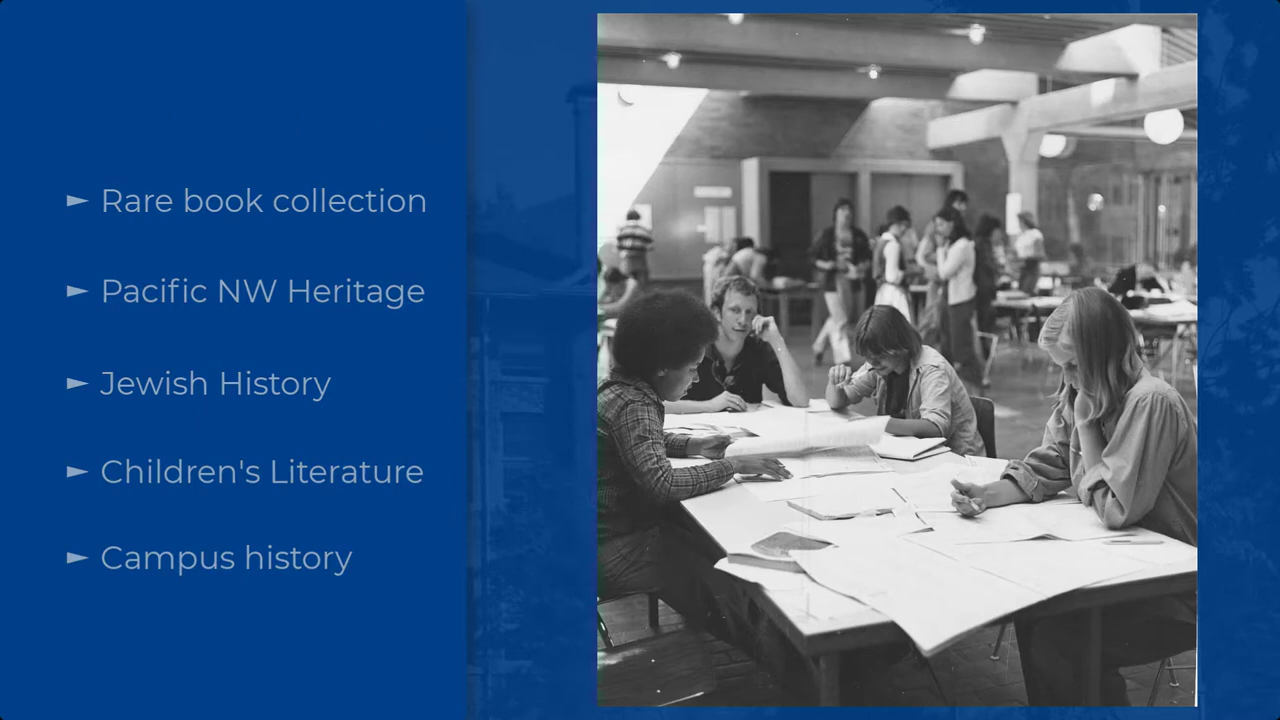 ► Rare book collection
► Pacific NW Heritage
► Jewish History
► Children's Literature
► Campus history